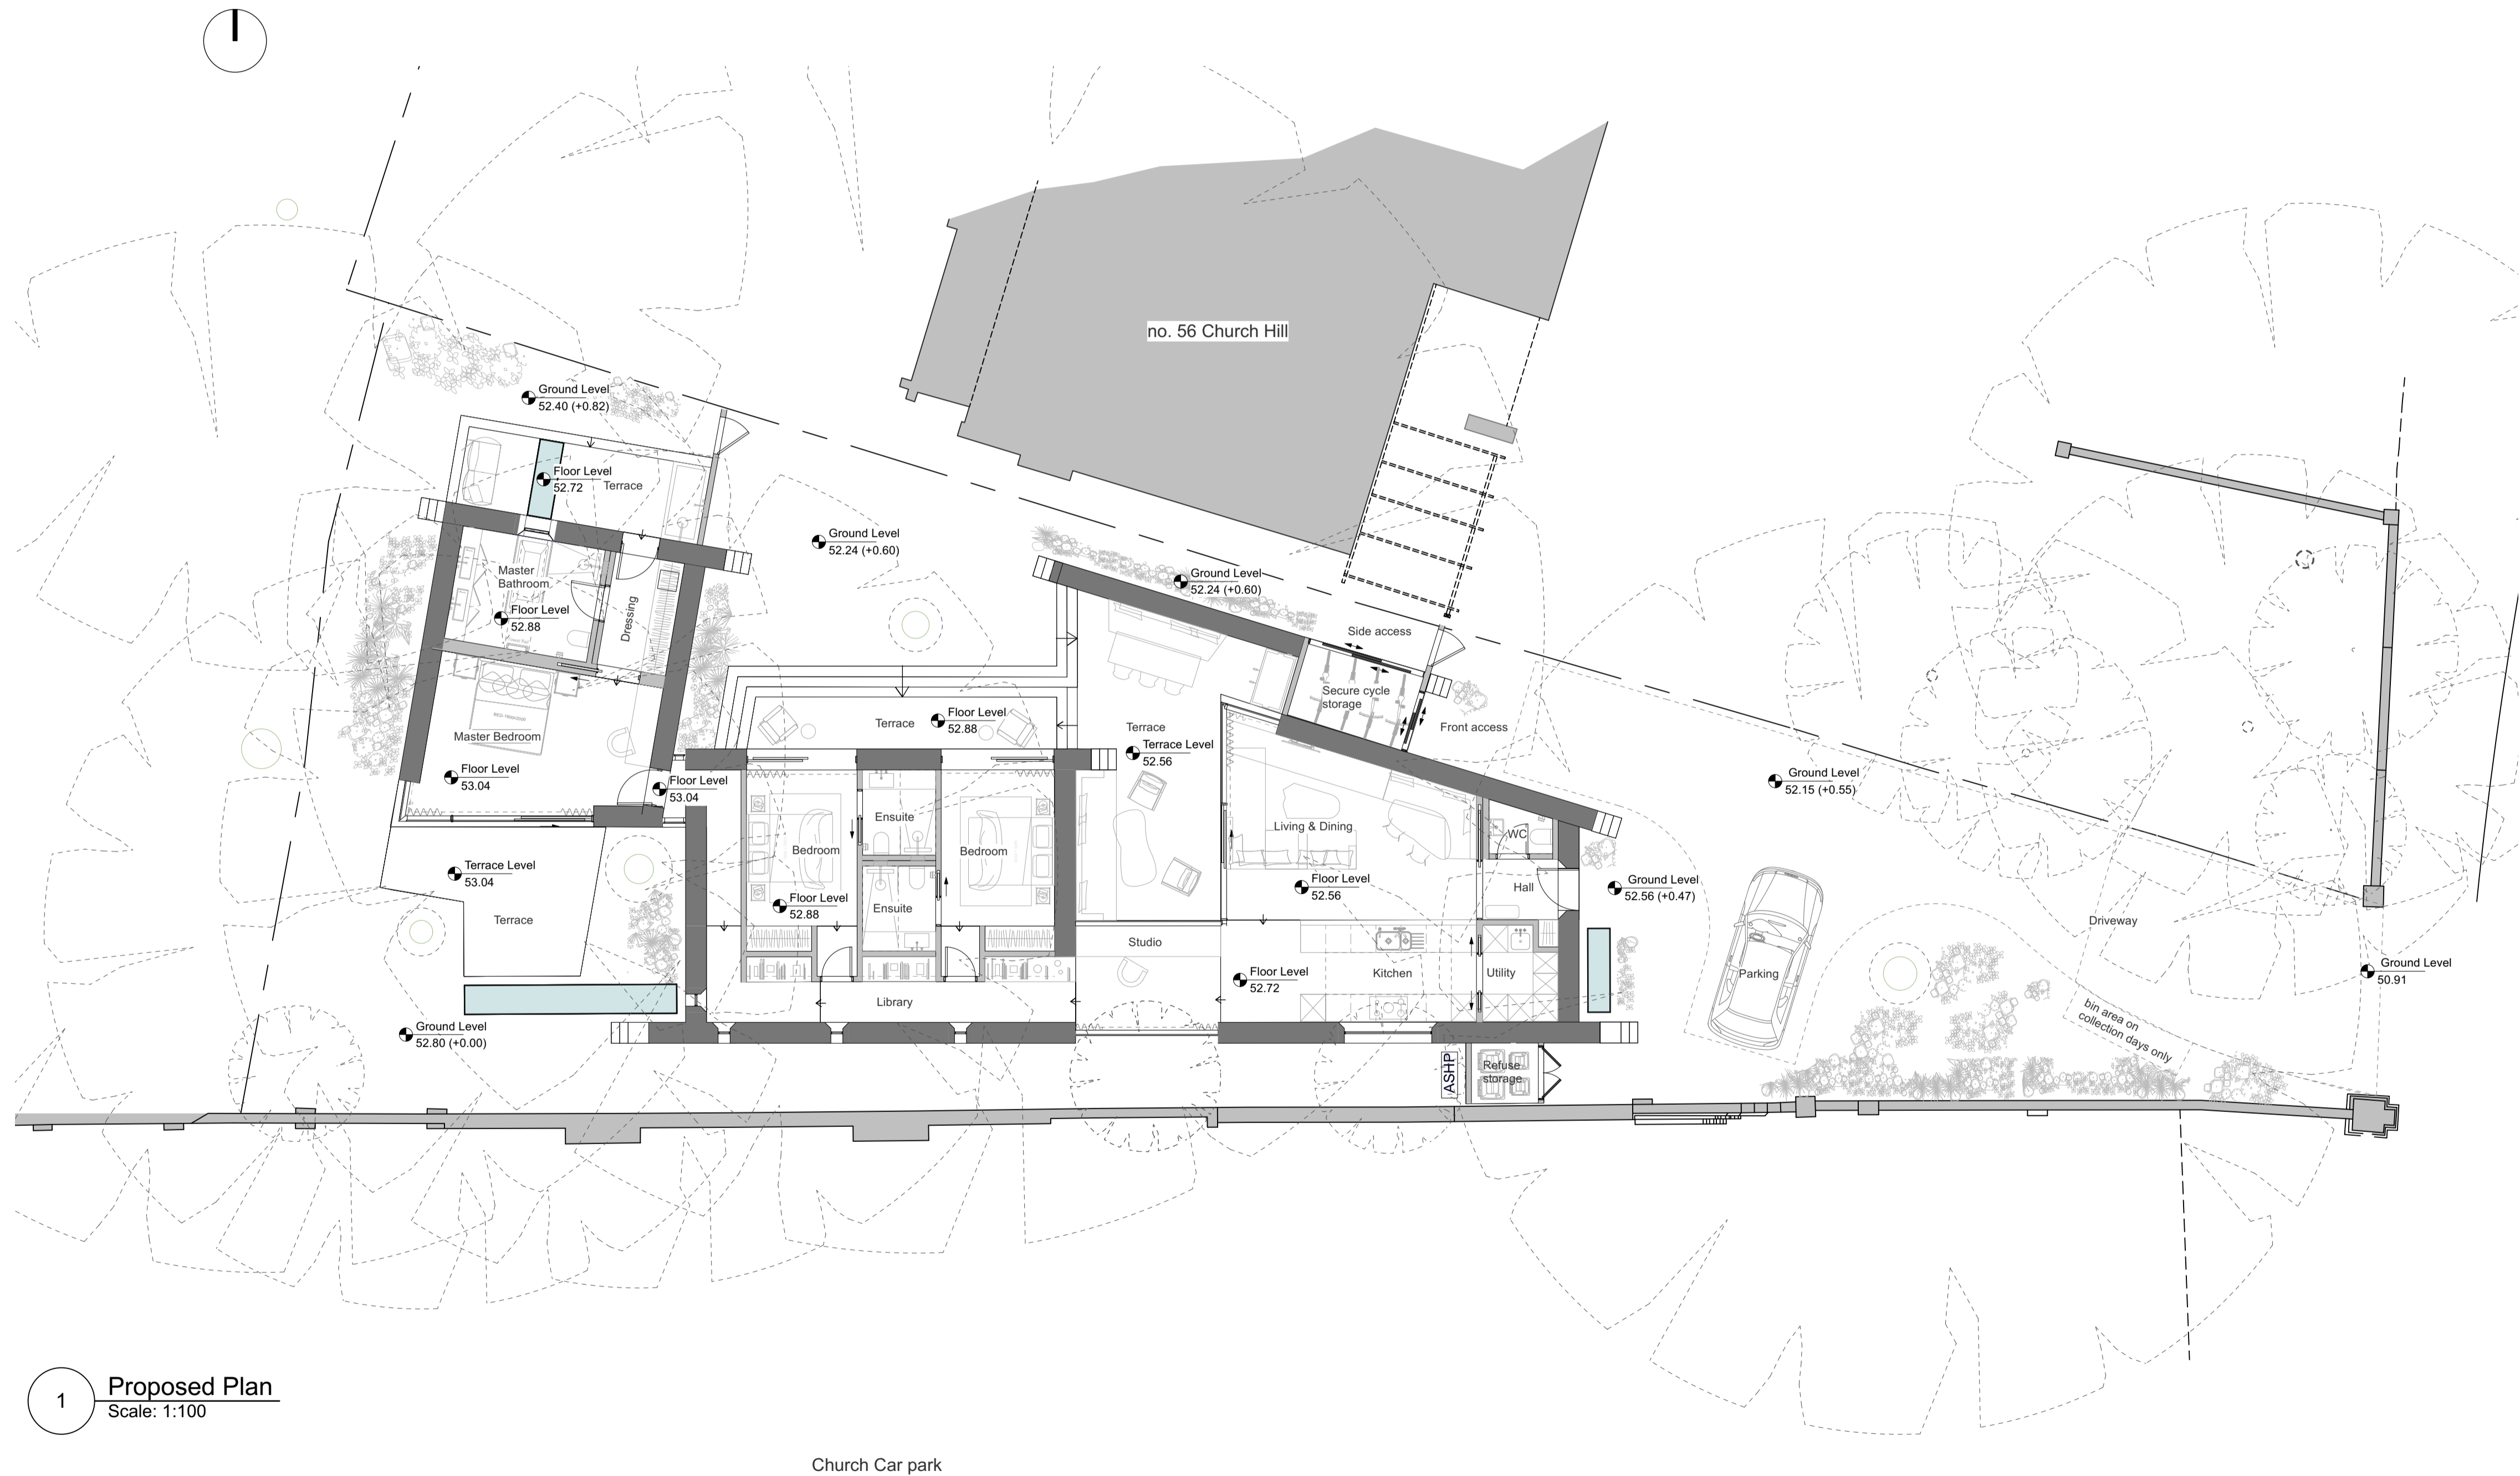 no. 56 Church Hill
Ground Level
52.40 (+0.82)
Floor Level
52.72
Terrace
Ground Level
52.24 (+0.60)
Ground Level
52.24 (+0.60)
Master
Bathroom
Floor Level
52.88
Dressing
Side access
Secure cycle
storage
Front access
BED-1800x2000
Master Bedroom
Floor Level
53.04
Floor Level
53.04
Terrace
Floor Level
52.88
Terrace
Terrace Level
52.56
Ground Level
52.15 (+0.55)
Ensuite
Bedroom
Bedroom
Living & Dining
WC
Terrace Level
53.04
Floor Level
52.88
Ensuite
Floor Level
52.56
Hall
Ground Level
52.56 (+0.47)
Terrace
Driveway
Studio
Floor Level
52.72
Kitchen
Utility
Parking
Ground Level
50.91
Library
bin area on
collection days only
Ground Level
52.80 (+0.00)
ASHP
Refuse
storage
1
Proposed Plan
Scale: 1:100
Church Car park